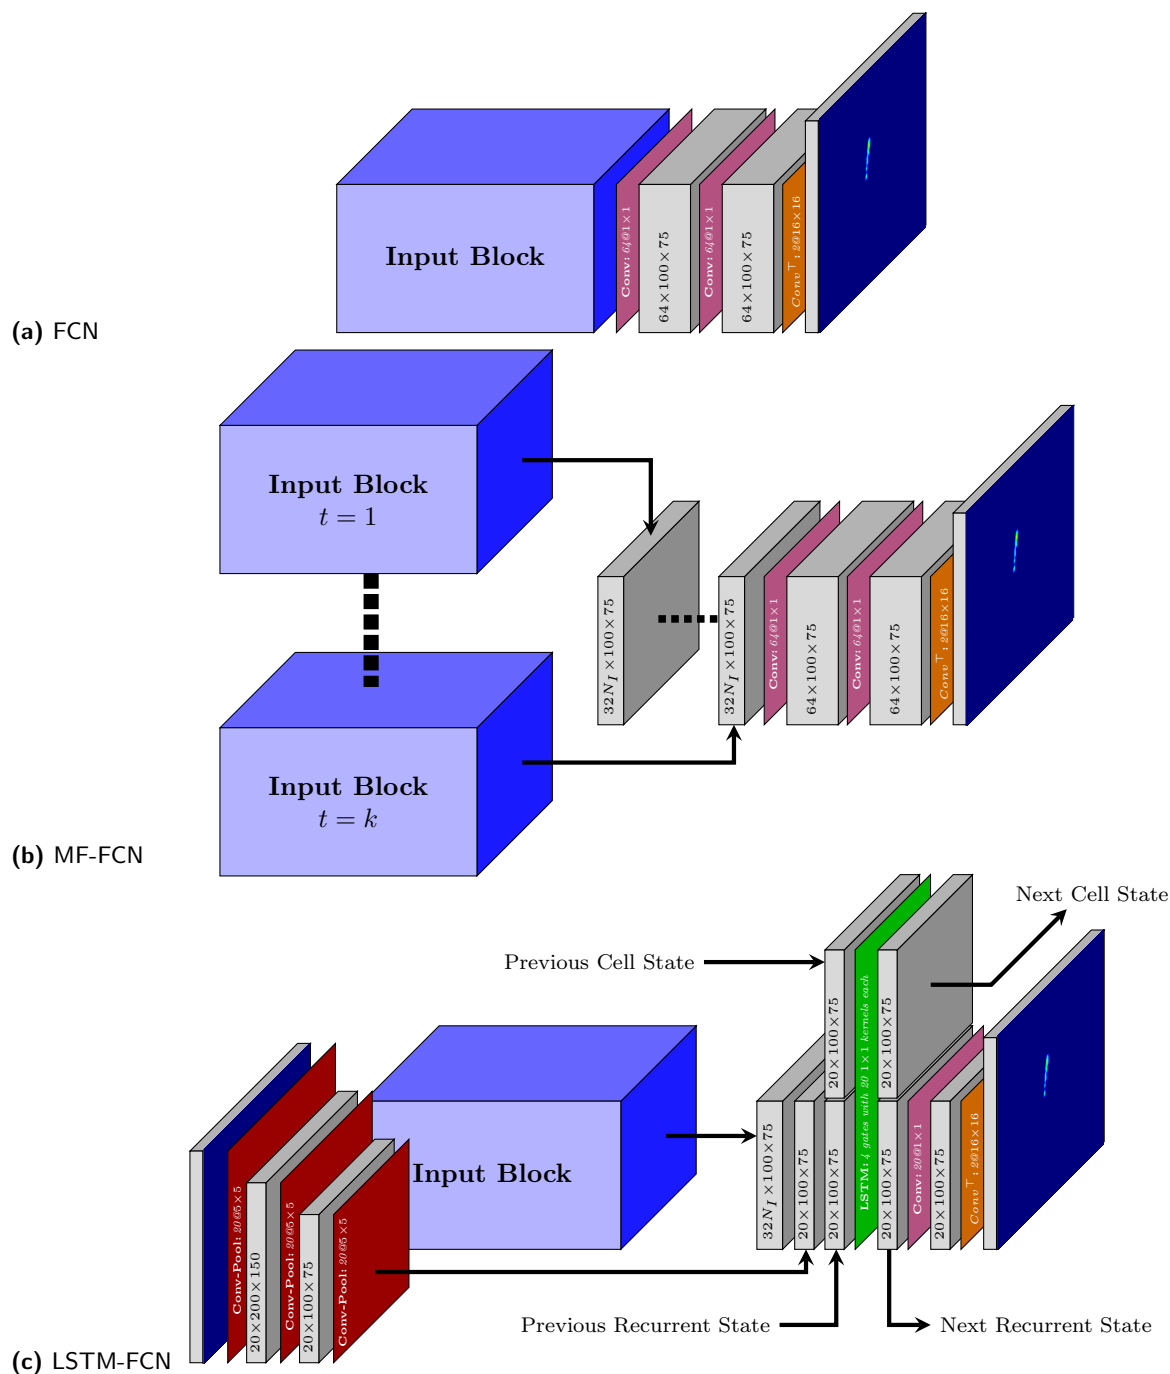 Input Block
Conv: 64@1×1
64×100×75
Conv: 64@1×1
64×100×75
Conv⊤: 2@16×16
(a) FCN
Input Block
t = 1
32N_I×100×75
32N_I×100×75
Conv: 64@1×1
64×100×75
Conv: 64@1×1
64×100×75
Conv⊤: 2@16×16
Input Block
t = k
(b) MF-FCN
Next Cell State
Previous Cell State
20×100×75
LSTM: 4 gates with 20 1×1 kernels each
20×100×75
Conv-Pool: 20@5×5
20×200×150
Conv-Pool: 20@5×5
20×100×75
Conv-Pool: 20@5×5
Input Block
32N_I×100×75
20×100×75
20×100×75
20×100×75
Conv: 20@1×1
20×100×75
Conv⊤: 2@16×16
Previous Recurrent State
Next Recurrent State
(c) LSTM-FCN